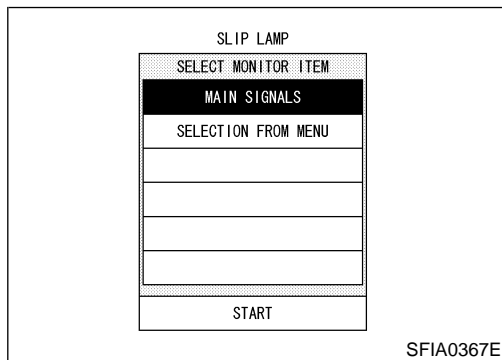 SLIP LAMP
SELECT MONITOR ITEM
MAIN SIGNALS
SELECTION FROM MENU
START
SFIA0367E